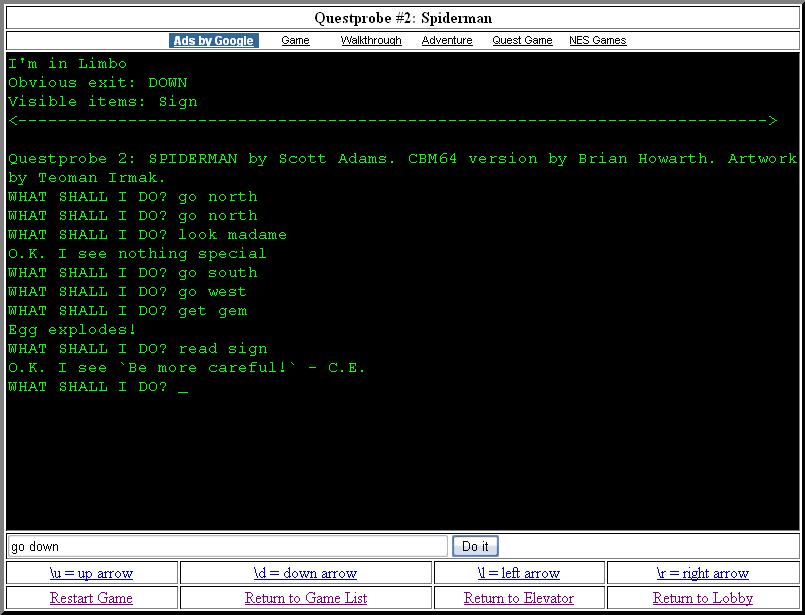 Questprobe #2: Spiderman
Ads by Google Game Walkthrough Adventure Quest Game NES Games
I'm in Limbo
Obvious exit: DOWN
Visible items: Sign
<--------------------------------------------------------------------------->
Questprobe 2: SPIDERMAN by Scott Adams. CBM64 version by Brian Howarth. Artwork
by Teoman Irmak.
WHAT SHALL I DO? go north
WHAT SHALL I DO? go north
WHAT SHALL I DO? look madame
O.K. I see nothing special
WHAT SHALL I DO? go south
WHAT SHALL I DO? go west
WHAT SHALL I DO? get gem
Egg explodes!
WHAT SHALL I DO? read sign
O.K. I see `Be more careful!` - C.E.
WHAT SHALL I DO? _
go down Do it
\u = up arrow \d = down arrow \l = left arrow \r = right arrow
Restart Game Return to Game List Return to Elevator Return to Lobby